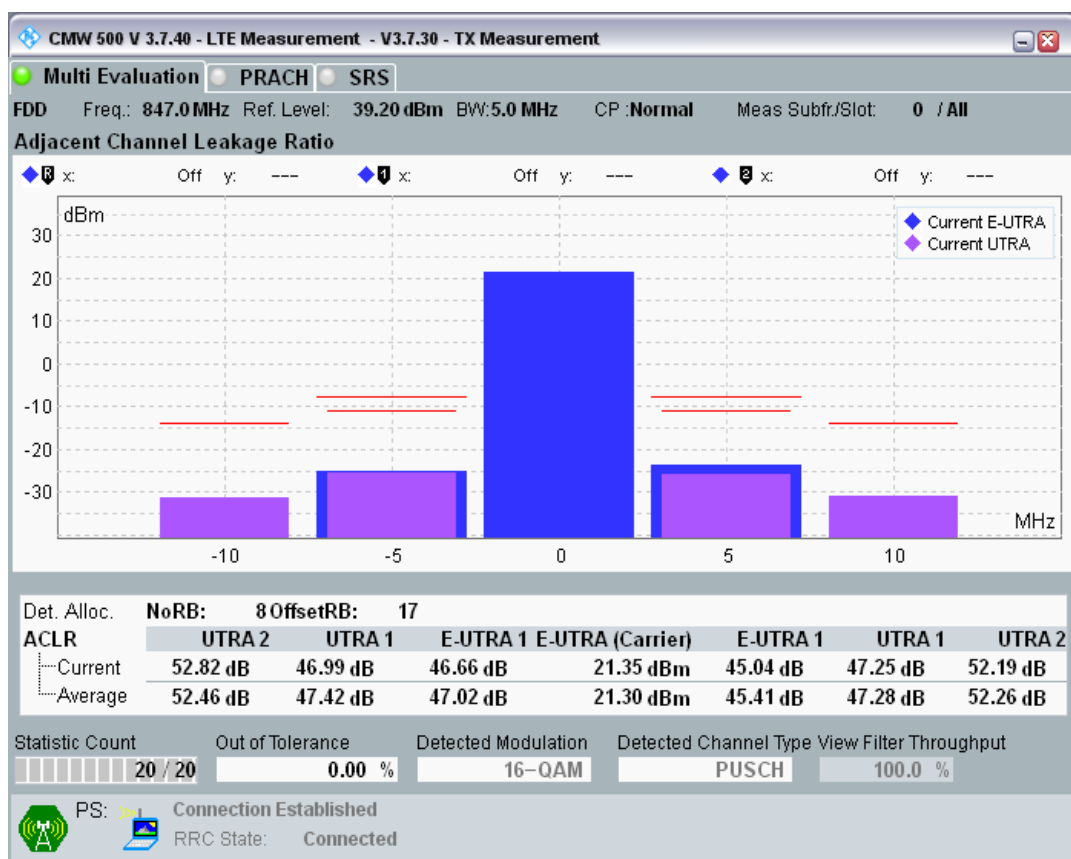 CMW 500 V 3.7.40 - LTE Measurement - V3.7.30 - TX Measurement
Multi Evaluation PRACH SRS
FDD Freq.: 847.0 MHz Ref. Level: 39.20 dBm BW:5.0 MHz CP :Normal Meas Subfr./Slot: 0 / All
Adjacent Channel Leakage Ratio
R x: Off y: --- 1 x: Off y: --- 2 x: Off y: ---
dBm
Current E-UTRA
Current UTRA
30
20
10
0
-10
-20
-30
MHz
-10 -5 0 5 10
Det. Alloc. NoRB: 8 OffsetRB: 17
ACLR UTRA 2 UTRA 1 E-UTRA 1 E-UTRA (Carrier) E-UTRA 1 UTRA 1 UTRA 2
Current 52.82 dB 46.99 dB 46.66 dB 21.35 dBm 45.04 dB 47.25 dB 52.19 dB
Average 52.46 dB 47.42 dB 47.02 dB 21.30 dBm 45.41 dB 47.28 dB 52.26 dB
Statistic Count Out of Tolerance Detected Modulation Detected Channel Type View Filter Throughput
20 / 20 0.00 % 16-QAM PUSCH 100.0 %
PS: Connection Established
RRC State: Connected